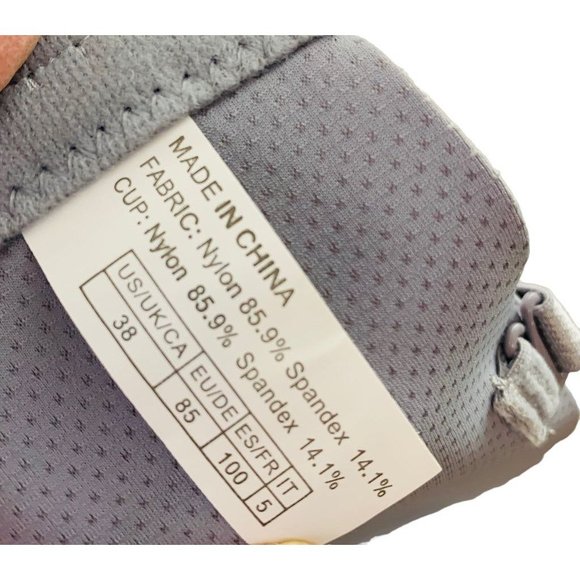 MADE IN CHINA
FABRIC: Nylon 85.9% Spandex 14.1%
CUP: Nylon 85.9% Spandex 14.1%
US/UK/CA EU/DE ES/FR IT
38 85 100 5